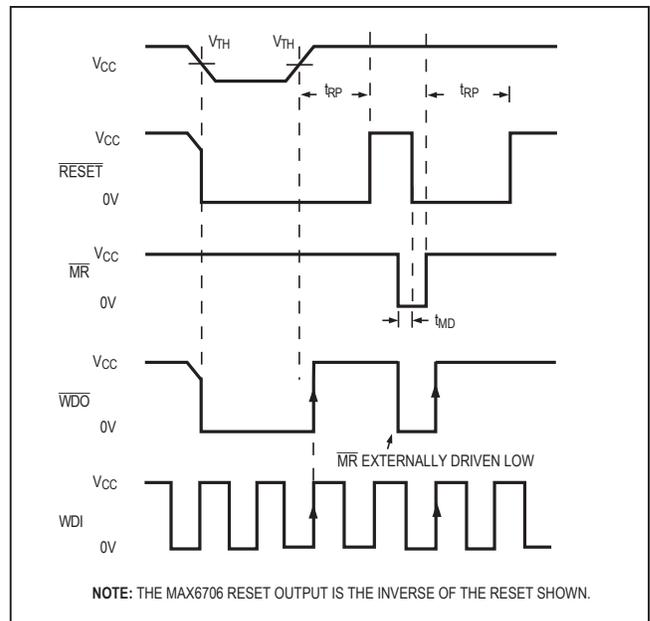 VTH VTH
VCC
tRP tRP
VCC
RESET
0V
VCC
MR
0V
tMD
VCC
WDO
0V
MR EXTERNALLY DRIVEN LOW
VCC
WDI
0V
NOTE: THE MAX6706 RESET OUTPUT IS THE INVERSE OF THE RESET SHOWN.